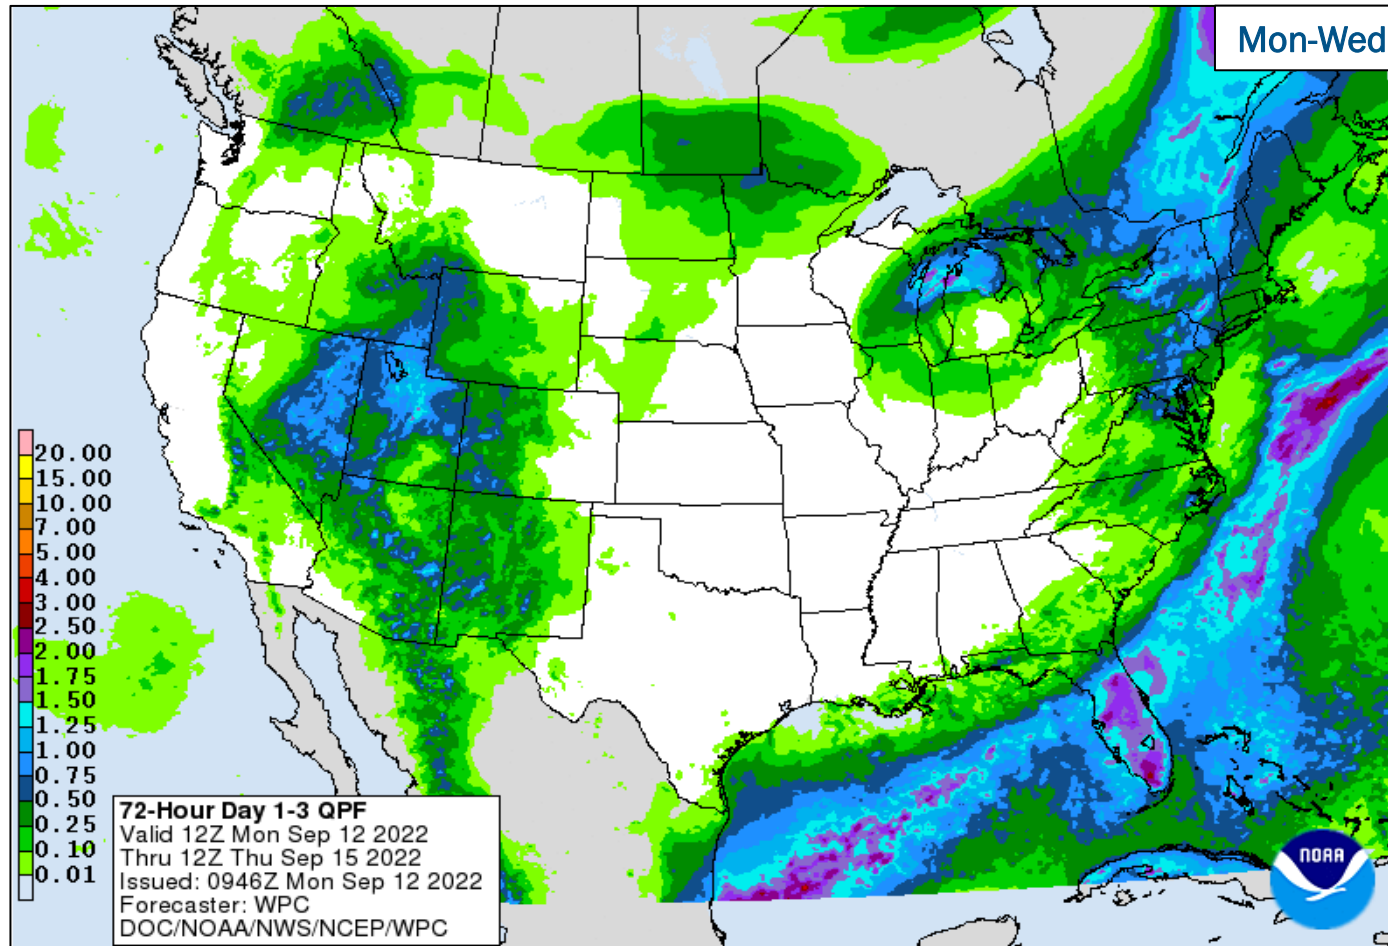 Mon-Wed
20.00
15.00
10.00
7.00
5.00
4.00
3.00
2.50
2.00
1.75
1.50
1.25
1.00
0.75
0.50
0.25
0.10
0.01
72-Hour Day 1-3 QPF
Valid 12Z Mon Sep 12 2022
Thru 12Z Thu Sep 15 2022
Issued: 0946Z Mon Sep 12 2022
Forecaster: WPC
DOC/NOAA/NWS/NCEP/WPC
NOAA